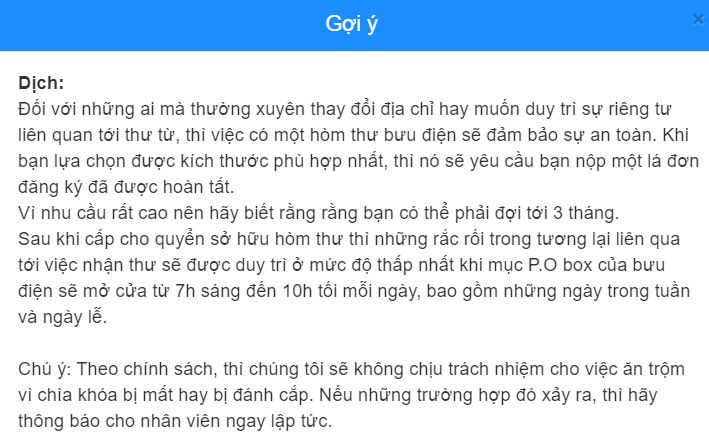 Gợi ý
×
Dịch:
Đối với những ai mà thường xuyên thay đổi địa chỉ hay muốn duy trì sự riêng tư
liên quan tới thư từ, thì việc có một hòm thư bưu điện sẽ đảm bảo sự an toàn. Khi
bạn lựa chọn được kích thước phù hợp nhất, thì nó sẽ yêu cầu bạn nộp một lá đơn
đăng ký đã được hoàn tất.
Vì nhu cầu rất cao nên hãy biết rằng rằng bạn có thể phải đợi tới 3 tháng.
Sau khi cấp cho quyển sở hữu hòm thư thì những rắc rối trong tương lại liên qua
tới việc nhận thư sẽ được duy trì ở mức độ thấp nhất khi mục P.O box của bưu
điện sẽ mở cửa từ 7h sáng đến 10h tối mỗi ngày, bao gồm những ngày trong tuần
và ngày lễ.
Chú ý: Theo chính sách, thì chúng tôi sẽ không chịu trách nhiệm cho việc ăn trộm
vì chia khóa bị mất hay bị đánh cắp. Nếu những trường hợp đó xảy ra, thì hãy
thông báo cho nhân viên ngay lập tức.